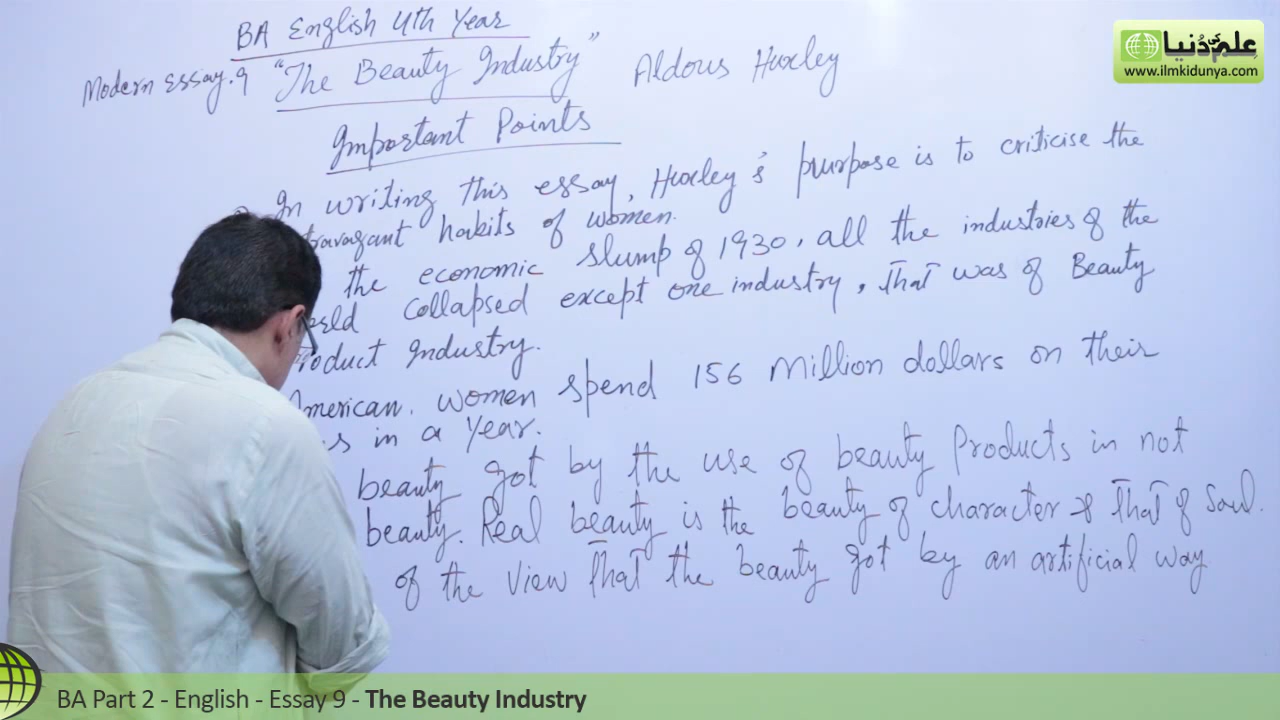 BA English 4th Year
علم کی دُنیا
www.ilmkidunya.com
Modern Essay.9 "The Beauty Industry" Aldous Huxley
Important Points
In writing this essay, Huxley's purpose is to criticise the
habits of women.
the economic slump of 1930, all the industries of the
collapsed except one industry, That was of Beauty
Product Industry.
American women spend 156 Million dollars on their
in a Year.
beauty got by the use of beauty Products in not
beauty. Real beauty is the beauty of character & That of Soul.
of the view That the beauty got by an artificial way
BA Part 2 - English - Essay 9 - The Beauty Industry